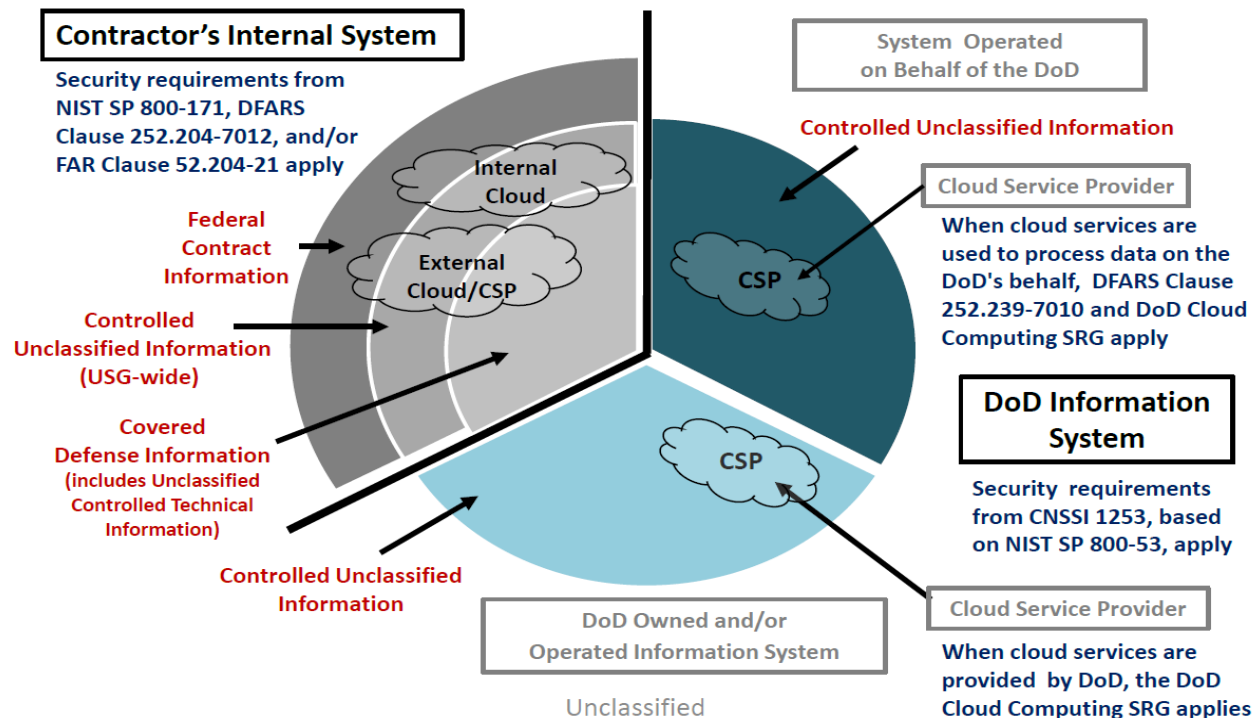 Contractor's Internal System
Security requirements from
NIST SP 800-171, DFARS
Clause 252.204-7012, and/or
FAR Clause 52.204-21 apply
Internal
Cloud
External
Cloud/CSP
Federal
Contract
Information
Controlled
Unclassified Information
(USG-wide)
Covered
Defense Information
(includes Unclassified
Controlled Technical
Information)
Controlled Unclassified
Information
System Operated
on Behalf of the DoD
Controlled Unclassified Information
Cloud Service Provider
When cloud services are
used to process data on the
DoD's behalf, DFARS Clause
252.239-7010 and DoD Cloud
Computing SRG apply
CSP
DoD Information
System
Security requirements
from CNSSI 1253, based
on NIST SP 800-53, apply
CSP
Cloud Service Provider
When cloud services are
provided by DoD, the DoD
Cloud Computing SRG applies
DoD Owned and/or
Operated Information System
Unclassified